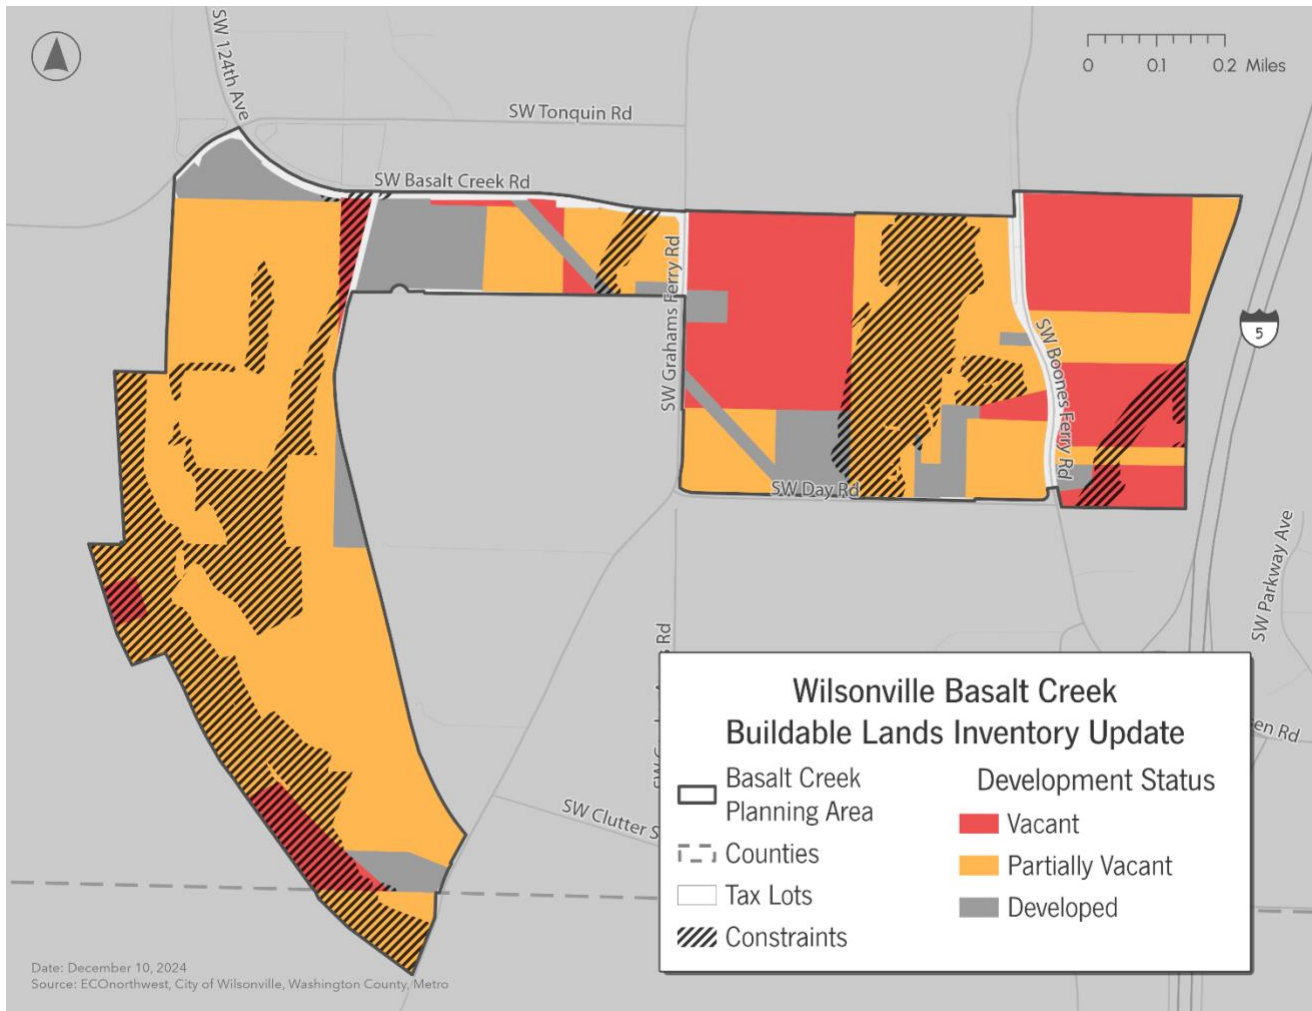 SW 124th Ave
SW Tonquin Rd
SW Basalt Creek Rd
0 0.1 0.2 Miles
SW Grahams Ferry Rd
SW Boones Ferry Rd
5
SW Day Rd
SW Parkway Ave
Rd
SW Clutter S
en Rd
Wilsonville Basalt Creek
Buildable Lands Inventory Update
Basalt Creek
Planning Area
Counties
Tax Lots
Constraints
Development Status
Vacant
Partially Vacant
Developed
Date: December 10, 2024
Source: ECOnorthwest, City of Wilsonville, Washington County, Metro